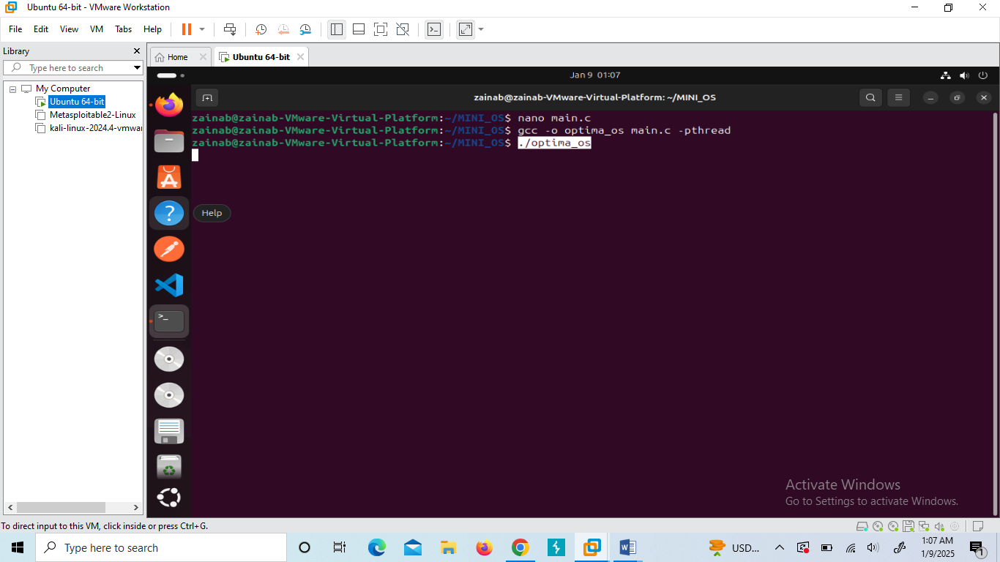 Ubuntu 64-bit - VMware Workstation
File Edit View VM Tabs Help
Library
Type here to search
My Computer
Ubuntu 64-bit
Metasploitable2-Linux
kali-linux-2024.4-vmwar
Home Ubuntu 64-bit
Jan 9 01:07
zainab@zainab-VMware-Virtual-Platform: ~/MINI_OS
zainab@zainab-VMware-Virtual-Platform:~/MINI_OS$ nano main.c
zainab@zainab-VMware-Virtual-Platform:~/MINI_OS$ gcc -o optima_os main.c -pthread
zainab@zainab-VMware-Virtual-Platform:~/MINI_OS$ ./optima_os
Help
Activate Windows
Go to Settings to activate Windows.
To direct input to this VM, click inside or press Ctrl+G.
Type here to search
USD...
1:07 AM
1/9/2025
1